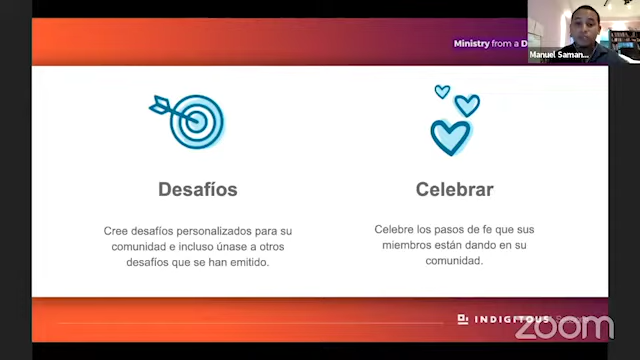 Ministry from a D
Manuel Saman...
Desafíos
Celebrar
Cree desafíos personalizados para su
comunidad e incluso únase a otros
desafíos que se han emitido.
Celebre los pasos de fe que sus
miembros están dando en su
comunidad.
INDIGITOUS
zoom